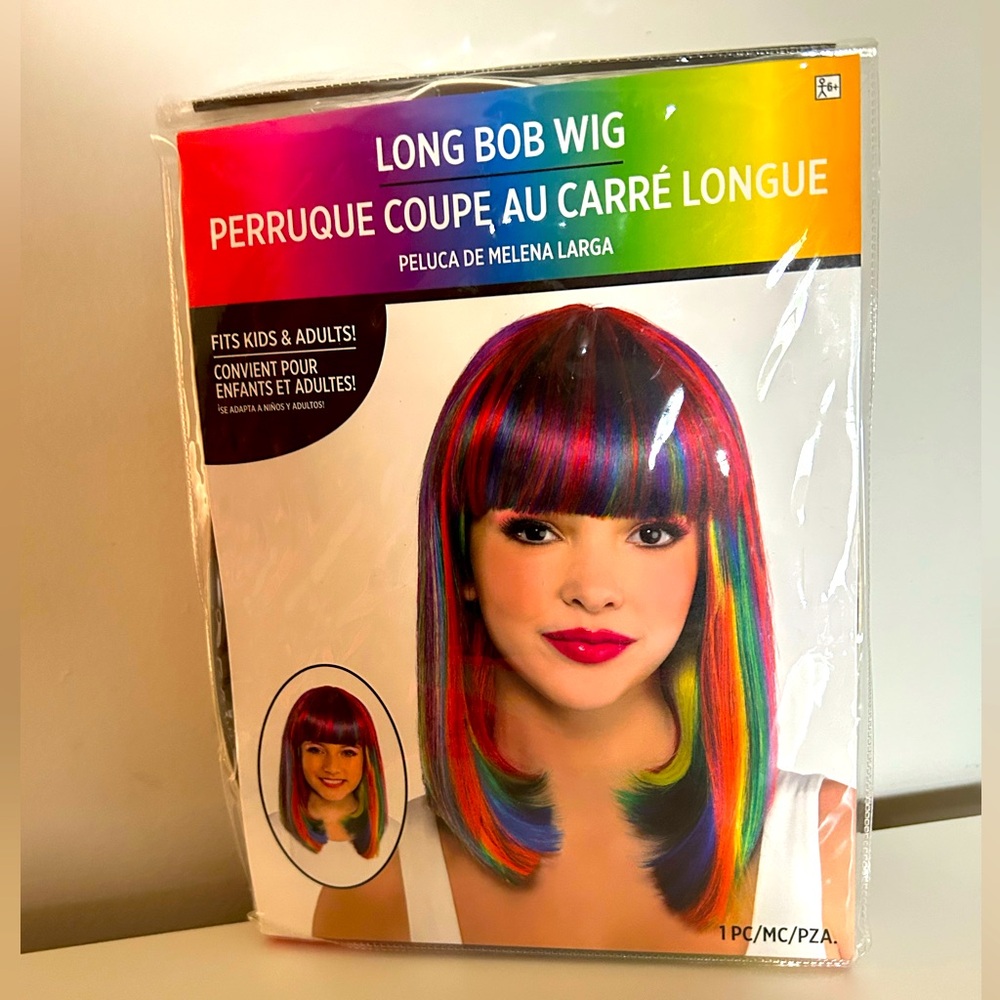 6+
LONG BOB WIG
PERRUQUE COUPE AU CARRÉ LONGUE
PELUCA DE MELENA LARGA
FITS KIDS & ADULTS!
CONVIENT POUR
ENFANTS ET ADULTES!
¡SE ADAPTA A NIÑOS Y ADULTOS!
1 PC/MC/PZA.